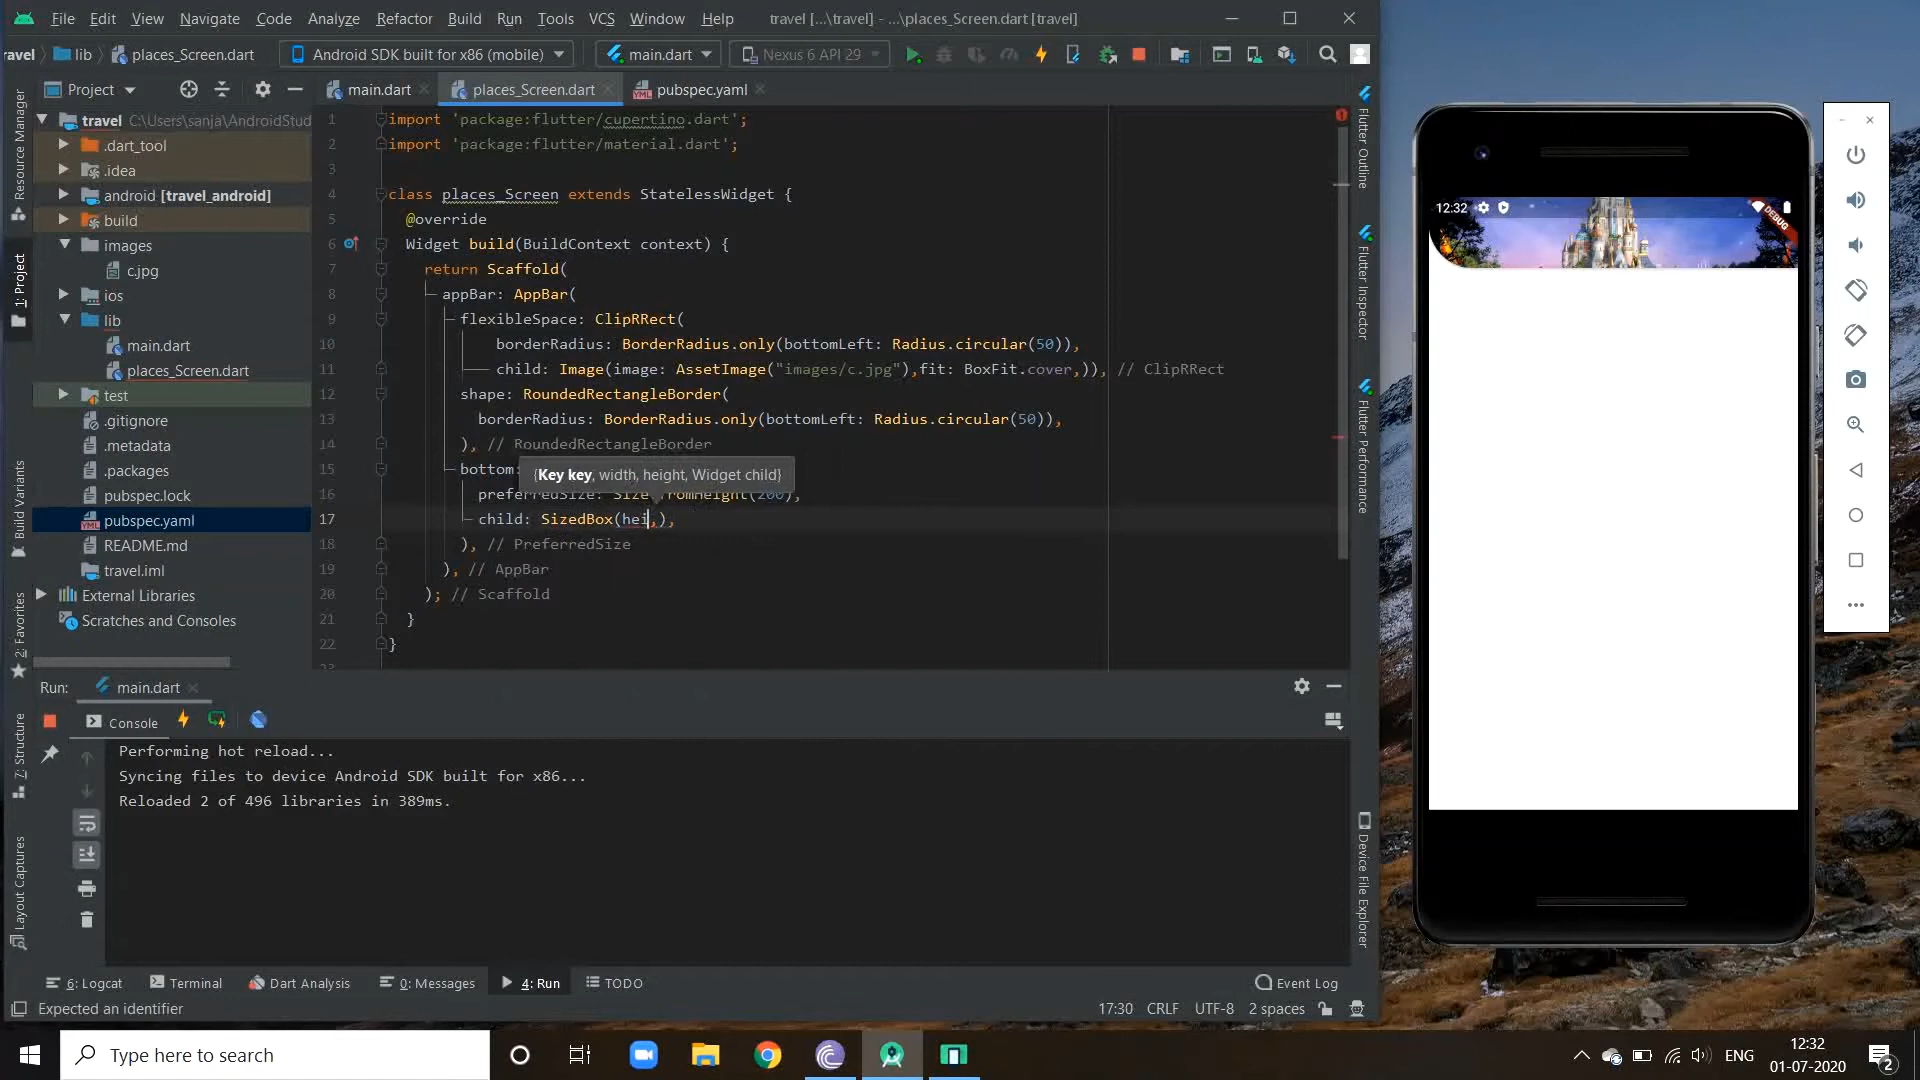 File Edit View Navigate Code Analyze Refactor Build Run Tools VCS Window Help travel [...\travel] - ...\places_Screen.dart [travel]
ravel lib places_Screen.dart Android SDK built for x86 (mobile) main.dart Nexus 6 API 29
Project main.dart places_Screen.dart pubspec.yaml
travel C:\Users\sanja\AndroidStud
.dart_tool
.idea
android [travel_android]
build
images
c.jpg
ios
lib
main.dart
places_Screen.dart
test
.gitignore
.metadata
.packages
pubspec.lock
pubspec.yaml
README.md
travel.iml
External Libraries
Scratches and Consoles
1 import 'package:flutter/cupertino.dart';
2 import 'package:flutter/material.dart';
3
4 class places_Screen extends StatelessWidget {
5 @override
6 Widget build(BuildContext context) {
7 return Scaffold(
8 appBar: AppBar(
9 flexibleSpace: ClipRRect(
10 borderRadius: BorderRadius.only(bottomLeft: Radius.circular(50)),
11 child: Image(image: AssetImage("images/c.jpg"),fit: BoxFit.cover,)), // ClipRRect
12 shape: RoundedRectangleBorder(
13 borderRadius: BorderRadius.only(bottomLeft: Radius.circular(50)),
14 ), // RoundedRectangleBorder
15 bottom:
{Key key, width, height, Widget child}
16 preferredSize: Size.fromHeight(200),
17 child: SizedBox(hei,),
18 ), // PreferredSize
19 ), // AppBar
20 ); // Scaffold
21 }
22 }
23
Resource Manager
1: Project
Build Variants
2: Favorites
7: Structure
Layout Captures
Flutter Outline
Flutter Inspector
Flutter Performance
Device File Explorer
Run: main.dart
Console
Performing hot reload...
Syncing files to device Android SDK built for x86...
Reloaded 2 of 496 libraries in 389ms.
6: Logcat Terminal Dart Analysis 0: Messages 4: Run TODO Event Log
Expected an identifier 17:30 CRLF UTF-8 2 spaces
12:32
DEBUG
Type here to search
ENG
12:32
01-07-2020
2